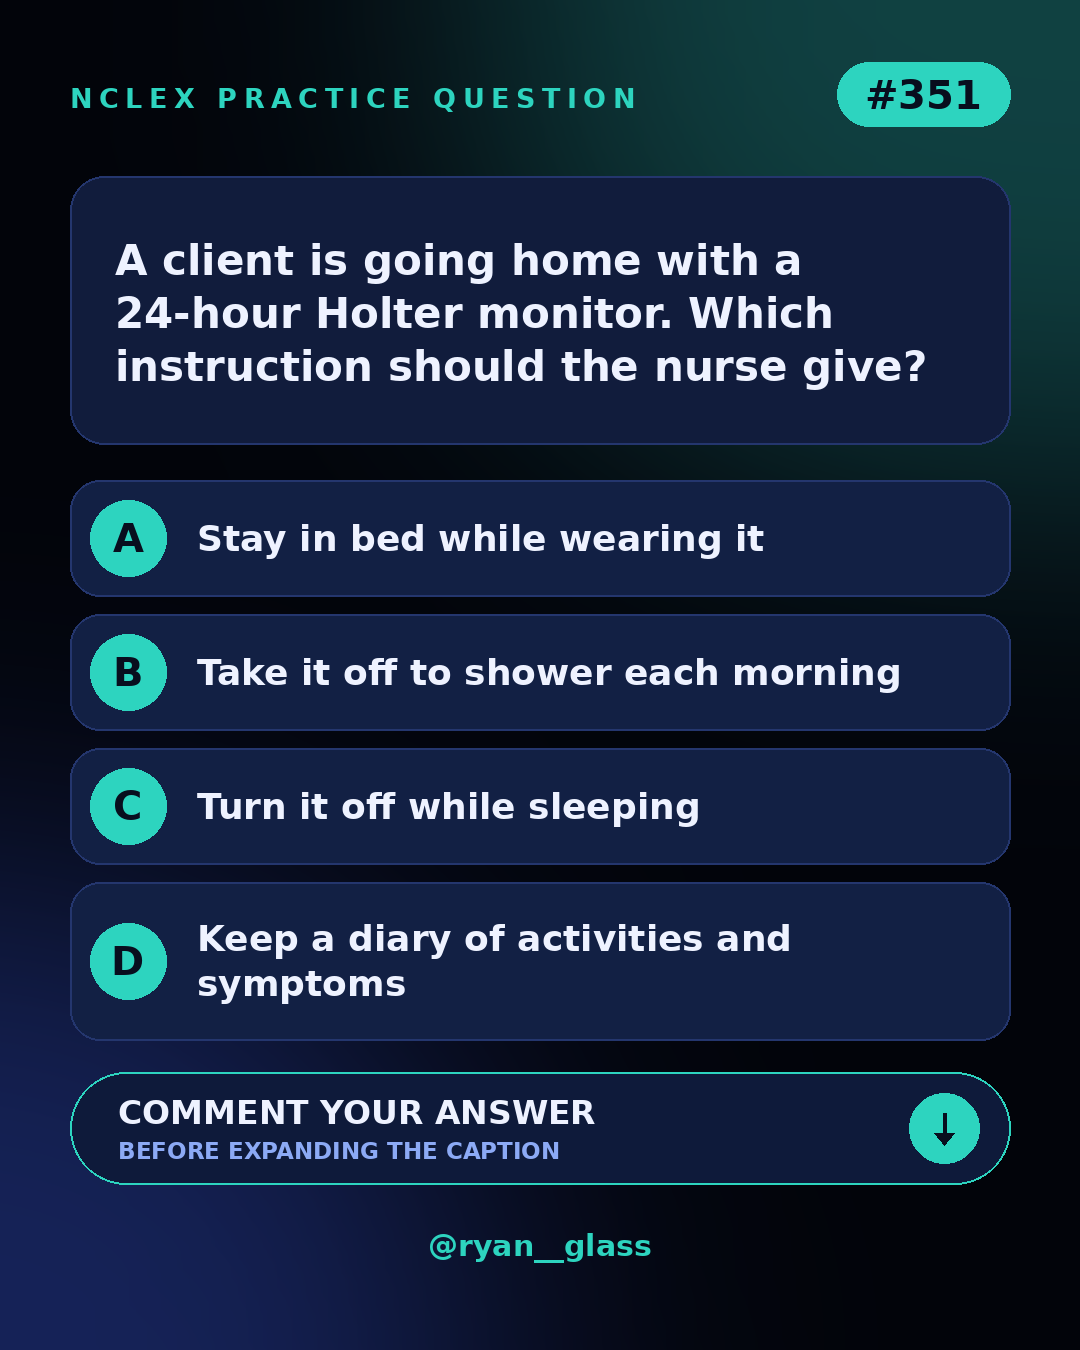 NCLEX PRACTICE QUESTION
#351
A client is going home with a
24-hour Holter monitor. Which
instruction should the nurse give?
A
Stay in bed while wearing it
B
Take it off to shower each morning
C
Turn it off while sleeping
D
Keep a diary of activities and
symptoms
COMMENT YOUR ANSWER
BEFORE EXPANDING THE CAPTION
@ryan__glass